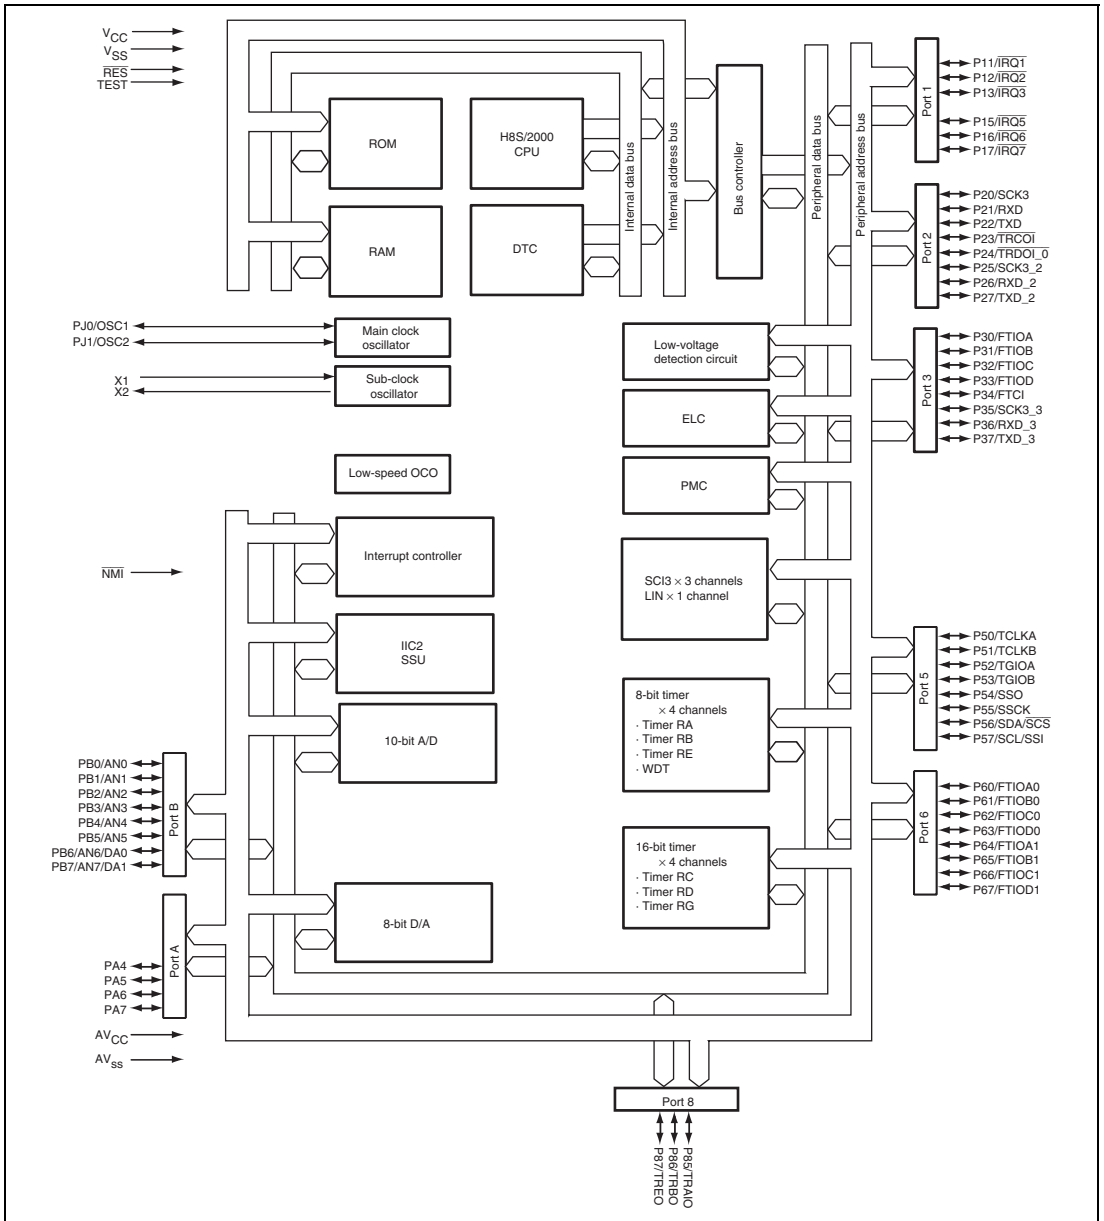 VCC
VSS
RES
TEST
ROM
H8S/2000
CPU
RAM
DTC
Internal data bus
Internal address bus
Bus controller
Peripheral data bus
Peripheral address bus
Port 1
P11/IRQ1
P12/IRQ2
P13/IRQ3
P15/IRQ5
P16/IRQ6
P17/IRQ7
Port 2
P20/SCK3
P21/RXD
P22/TXD
P23/TRCOI
P24/TRDOI_0
P25/SCK3_2
P26/RXD_2
P27/TXD_2
PJ0/OSC1
PJ1/OSC2
Main clock
oscillator
X1
X2
Sub-clock
oscillator
Low-speed OCO
Low-voltage
detection circuit
ELC
PMC
Port 3
P30/FTIOA
P31/FTIOB
P32/FTIOC
P33/FTIOD
P34/FTCI
P35/SCK3_3
P36/RXD_3
P37/TXD_3
NMI
Interrupt controller
IIC2
SSU
10-bit A/D
8-bit D/A
SCI3 × 3 channels
LIN × 1 channel
8-bit timer
× 4 channels
· Timer RA
· Timer RB
· Timer RE
· WDT
16-bit timer
× 4 channels
· Timer RC
· Timer RD
· Timer RG
Port 5
P50/TCLKA
P51/TCLKB
P52/TGIOA
P53/TGIOB
P54/SSO
P55/SSCK
P56/SDA/SCS
P57/SCL/SSI
Port 6
P60/FTIOA0
P61/FTIOB0
P62/FTIOC0
P63/FTIOD0
P64/FTIOA1
P65/FTIOB1
P66/FTIOC1
P67/FTIOD1
PB0/AN0
PB1/AN1
PB2/AN2
PB3/AN3
PB4/AN4
PB5/AN5
PB6/AN6/DA0
PB7/AN7/DA1
Port B
Port A
PA4
PA5
PA6
PA7
AVCC
AVss
Port 8
P87/TREO
P86/TRBO
P85/TRAIO